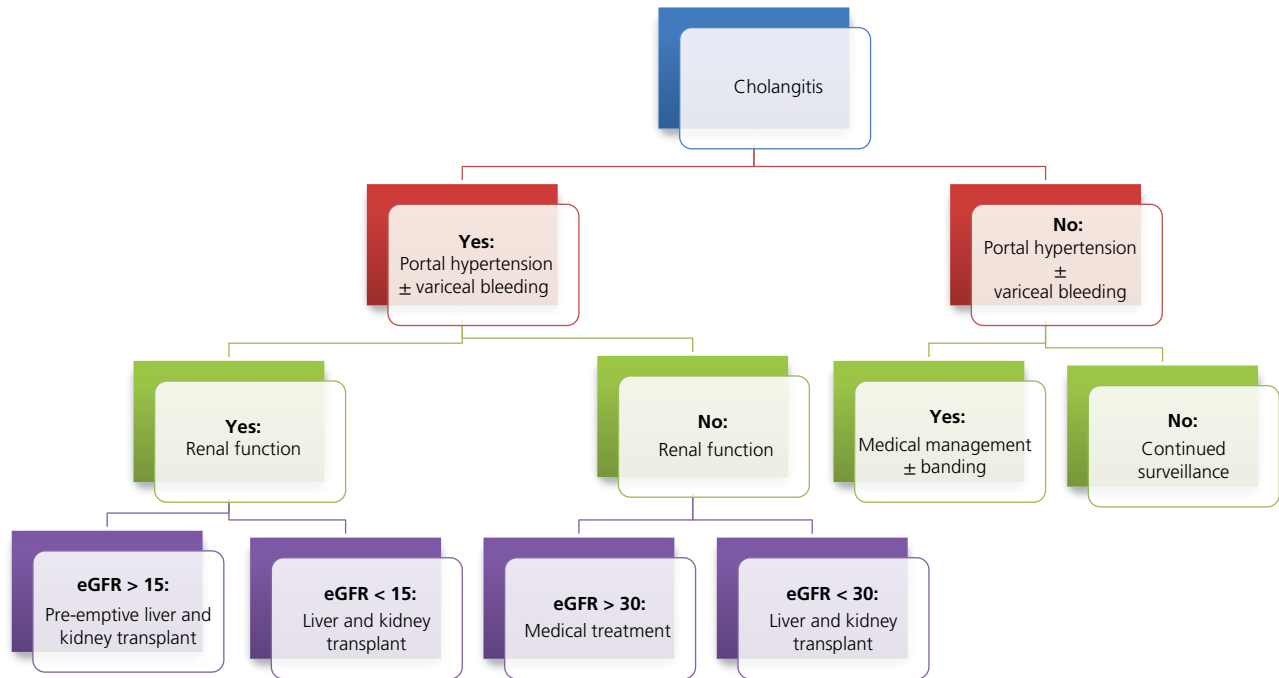 Cholangitis
Yes:
Portal hypertension
± variceal bleeding
No:
Portal hypertension
±
variceal bleeding
Yes:
Renal function
No:
Renal function
Yes:
Medical management
± banding
No:
Continued
surveillance
eGFR > 15:
Pre-emptive liver and
kidney transplant
eGFR < 15:
Liver and kidney
transplant
eGFR > 30:
Medical treatment
eGFR < 30:
Liver and kidney
transplant